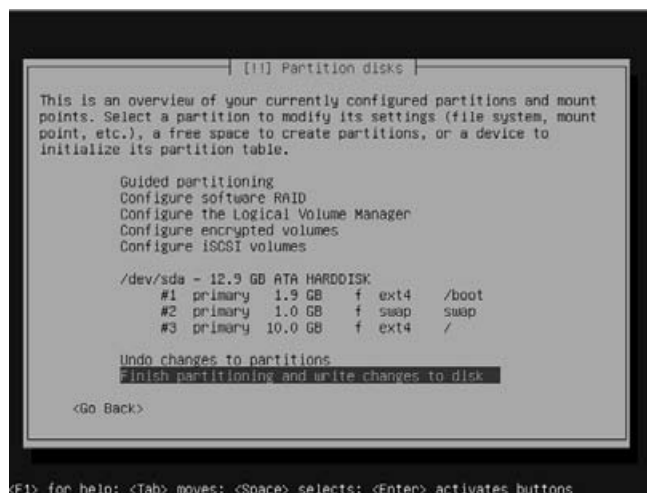 [!!] Partition disks
This is an overview of your currently configured partitions and mount
points. Select a partition to modify its settings (file system, mount
point, etc.), a free space to create partitions, or a device to
initialize its partition table.
Guided partitioning
Configure software RAID
Configure the Logical Volume Manager
Configure encrypted volumes
Configure iSCSI volumes
/dev/sda - 12.9 GB ATA HARDDISK
#1 primary 1.9 GB f ext4 /boot
#2 primary 1.0 GB f swap swap
#3 primary 10.0 GB f ext4 /
Undo changes to partitions
Finish partitioning and write changes to disk
<Go Back>
<F1> for help; <Tab> moves; <Space> selects; <Enter> activates buttons